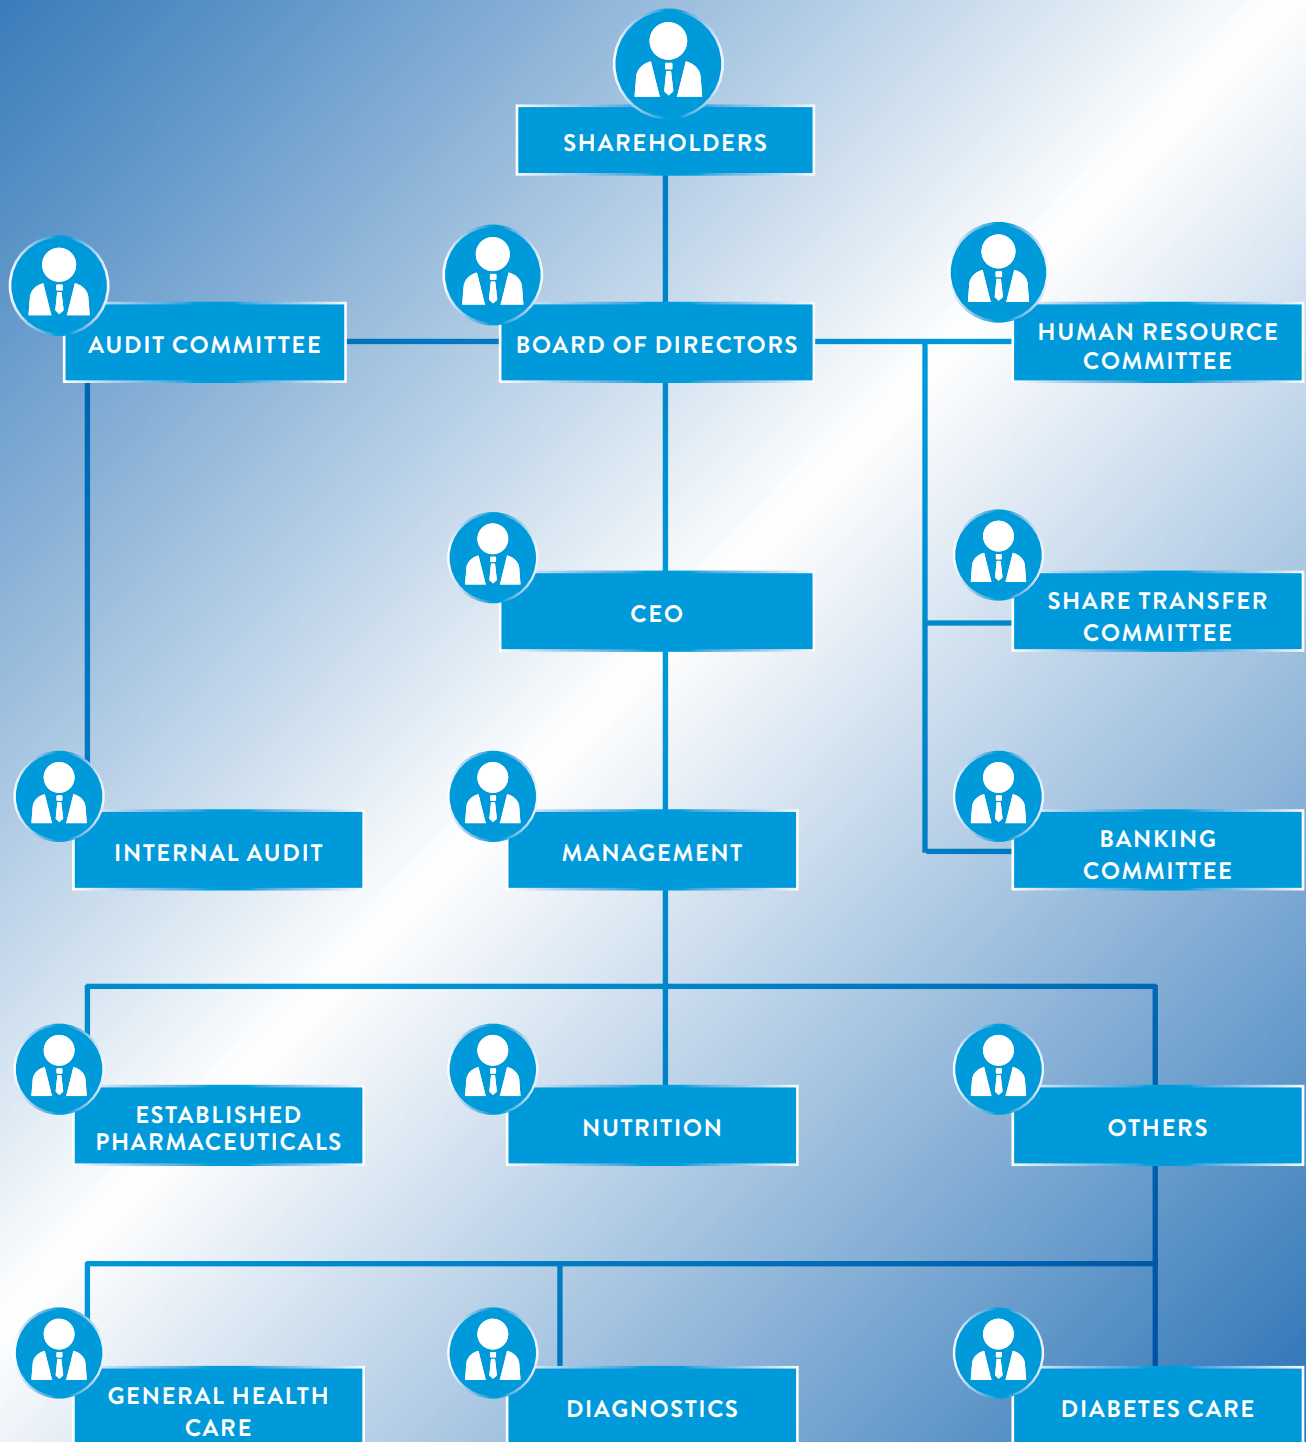 SHAREHOLDERS
AUDIT COMMITTEE
BOARD OF DIRECTORS
HUMAN RESOURCE
COMMITTEE
CEO
SHARE TRANSFER
COMMITTEE
INTERNAL AUDIT
MANAGEMENT
BANKING
COMMITTEE
ESTABLISHED
PHARMACEUTICALS
NUTRITION
OTHERS
GENERAL HEALTH
CARE
DIAGNOSTICS
DIABETES CARE